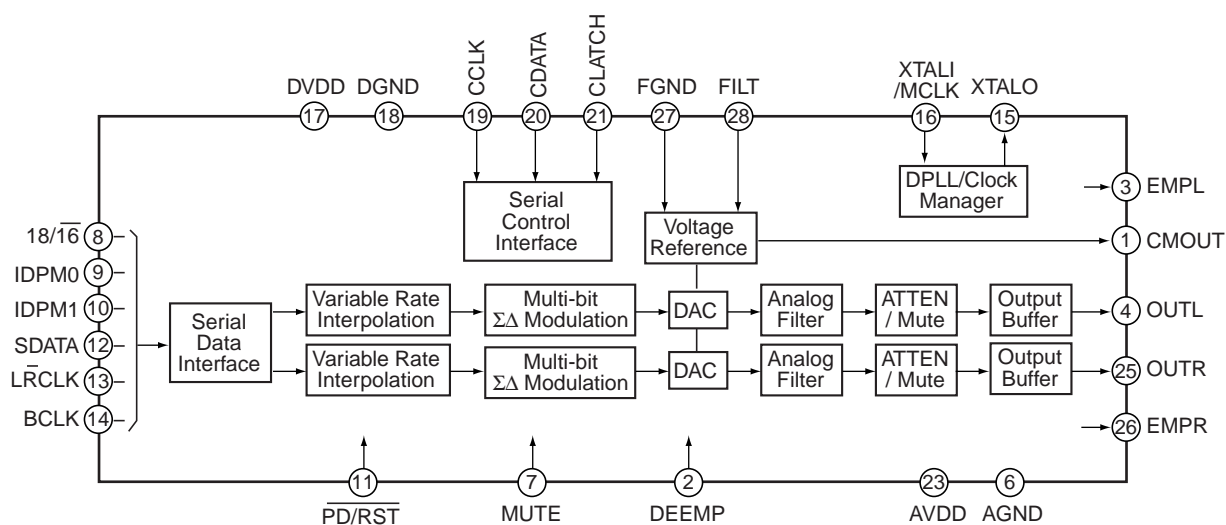 CCLK
CDATA
CLATCH
DVDD
DGND
FGND
FILT
XTALI
/MCLK
XTALO
17
18
19
20
21
27
28
16
15
Serial
Control
Interface
DPLL/Clock
Manager
3 EMPL
Voltage
Reference
1 CMOUT
18/1̅6̅ 8
IDPM0 9
IDPM1 10
SDATA 12
LR̅CLK 13
BCLK 14
Serial
Data
Interface
Variable Rate
Interpolation
Multi-bit
ΣΔ Modulation
DAC
Analog
Filter
ATTEN
/ Mute
Output
Buffer
4 OUTL
Variable Rate
Interpolation
Multi-bit
ΣΔ Modulation
DAC
Analog
Filter
ATTEN
/ Mute
Output
Buffer
25 OUTR
26 EMPR
11
7
2
23
6
P̅D̅/̅R̅S̅T̅
MUTE
DEEMP
AVDD
AGND